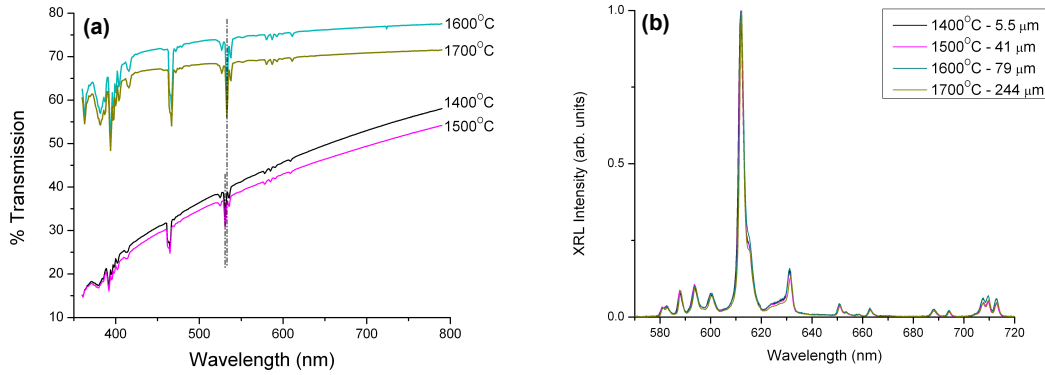 (a)
1600°C
1700°C
1400°C
1500°C
80
70
60
50
40
30
20
10
% Transmission
400 500 600 700 800
Wavelength (nm)
(b)
1400°C - 5.5 μm
1500°C - 41 μm
1600°C - 79 μm
1700°C - 244 μm
1.0
0.5
0.0
XRL Intensity (arb. units)
580 600 620 640 660 680 700 720
Wavelength (nm)